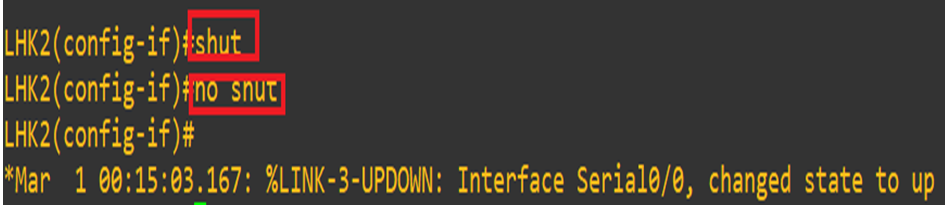 LHK2(config-if)#shut
LHK2(config-if)#no shut
LHK2(config-if)#
*Mar  1 00:15:03.167: %LINK-3-UPDOWN: Interface Serial0/0, changed state to up